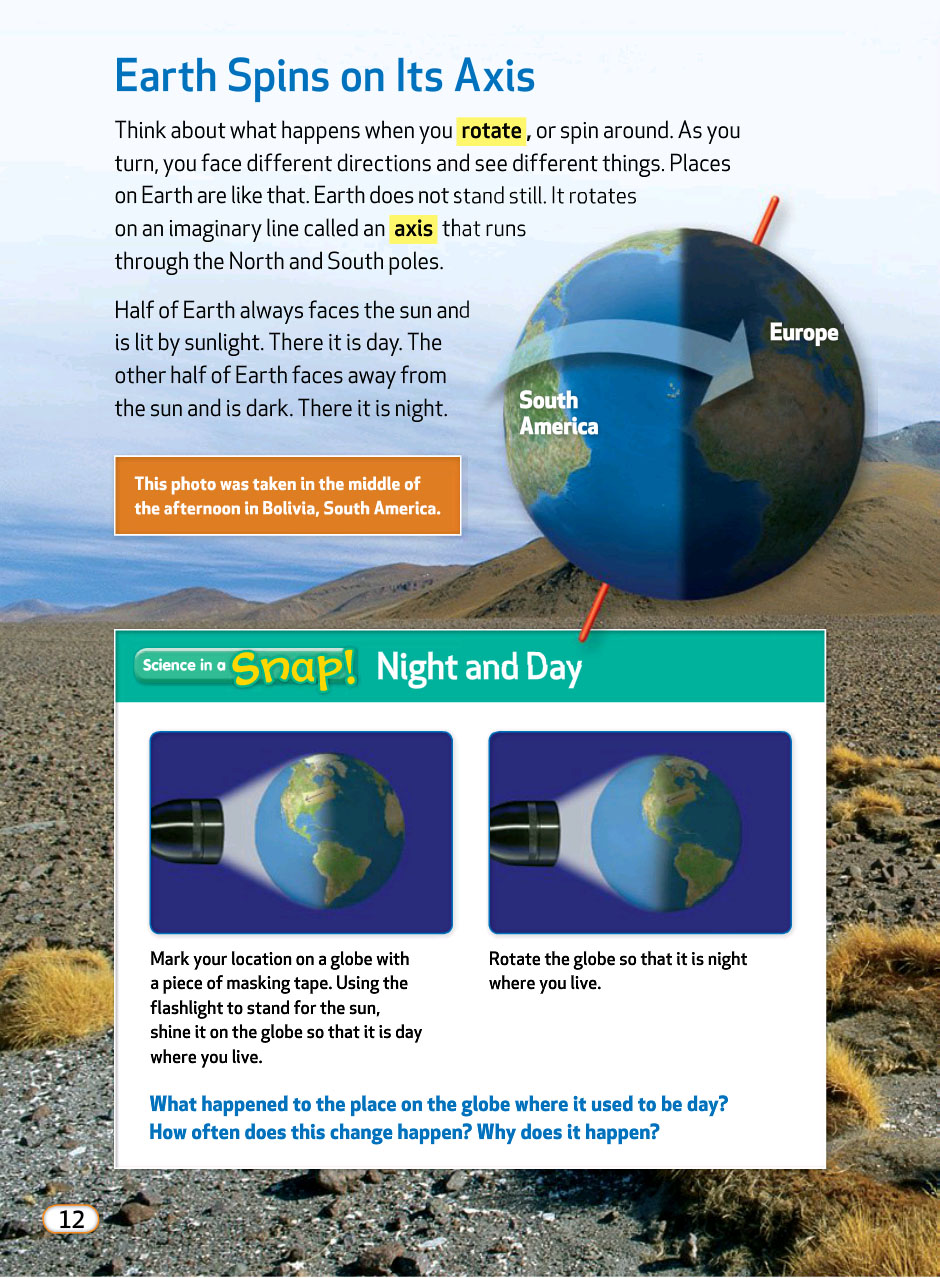 Earth Spins on Its Axis
Think about what happens when you rotate, or spin around. As you
turn, you face different directions and see different things. Places
on Earth are like that. Earth does not stand still. It rotates
on an imaginary line called an axis that runs
through the North and South poles.
Half of Earth always faces the sun and
is lit by sunlight. There it is day. The
other half of Earth faces away from
the sun and is dark. There it is night.
Europe
South
America
This photo was taken in the middle of
the afternoon in Bolivia, South America.
Science in a Snap! Night and Day
Mark your location on a globe with
a piece of masking tape. Using the
flashlight to stand for the sun,
shine it on the globe so that it is day
where you live.
Rotate the globe so that it is night
where you live.
What happened to the place on the globe where it used to be day?
How often does this change happen? Why does it happen?
12